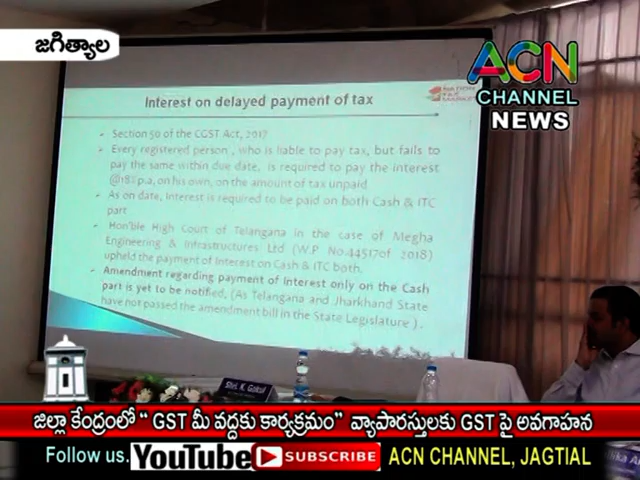 జగిత్యాల
ACN
CHANNEL
NEWS
Interest on delayed payment of tax
Section 50 of the CGST Act, 2017
Every registered person , who is liable to pay tax, but fails to
pay the same within due date, is required to pay the interest
@18% p.a, on his own, on the amount of tax unpaid
As on date, Interest is required to be paid on both Cash & ITC
part
Hon'ble High Court of Telangana in the case of Megha
Engineering & Infrastructures Ltd (W.P No.44517of 2018)
upheld the payment of Interest on Cash & ITC both.
Amendment regarding payment of Interest only on the Cash
part is yet to be notified, (As Telangana and Jharkhand State
have not passed the amendment bill in the State Legislature ) .
Shri. K.
జిల్లా కేంద్రంలో “ GST మీ వద్దకు కార్యక్రమం” వ్యాపారస్తులకు GST పై అవగాహన
Follow us. YouTube SUBSCRIBE ACN CHANNEL, JAGTIAL